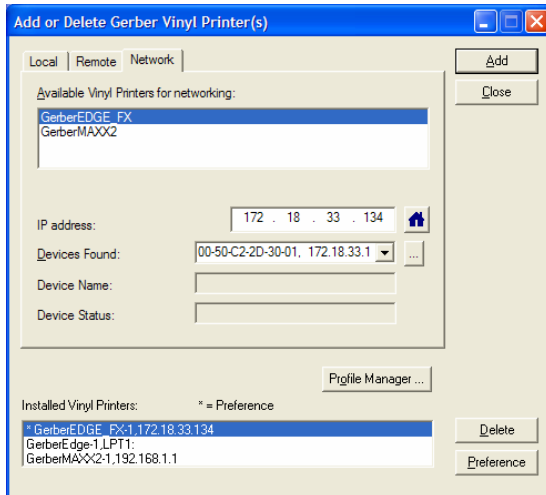 Add or Delete Gerber Vinyl Printer(s)
Local Remote Network
Add
Close
Available Vinyl Printers for networking:
GerberEDGE_FX
GerberMAXX2
IP address: 172 . 18 . 33 . 134
Devices Found: 00-50-C2-2D-30-01, 172.18.33.1 ...
Device Name:
Device Status:
Profile Manager ...
Installed Vinyl Printers: * = Preference
* GerberEDGE_FX-1,172.18.33.134
GerberEdge-1,LPT1:
GerberMAXX2-1,192.168.1.1
Delete
Preference